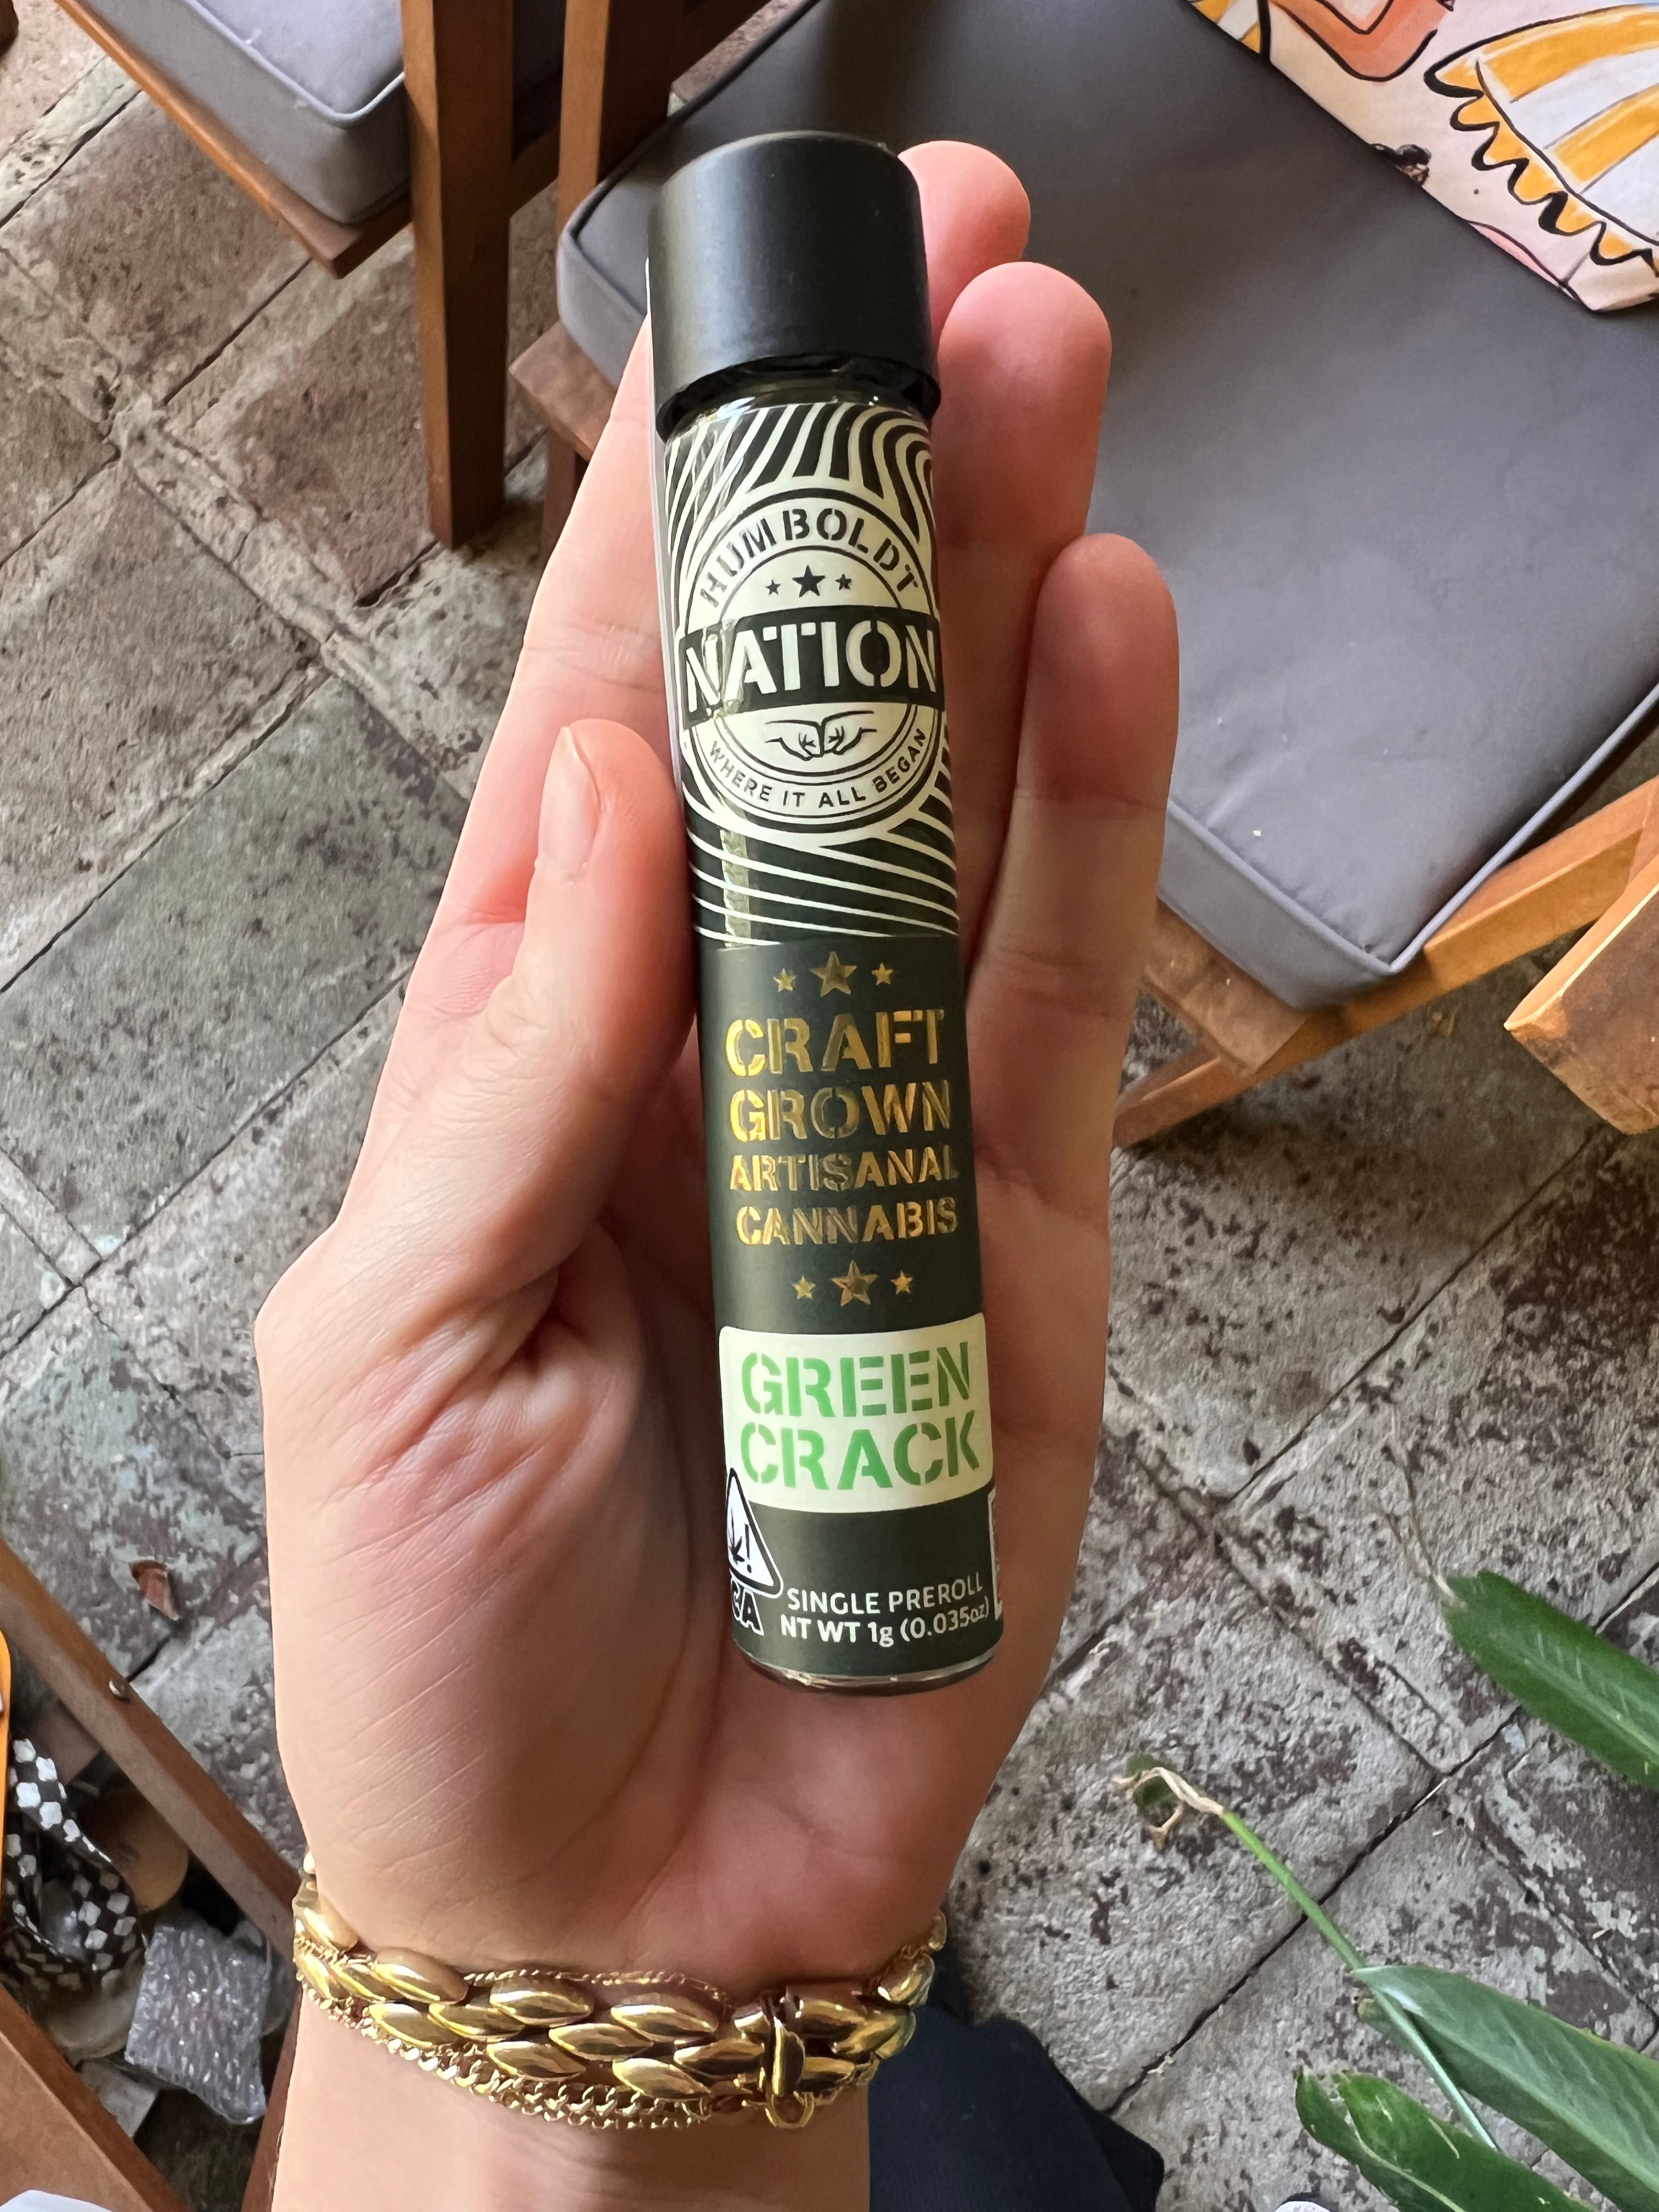 HUMBOLDT
NATION
WHERE IT ALL BEGAN
CRAFT
GROWN
ARTISANAL
CANNABIS
GREEN
CRACK
!
CA
SINGLE PREROLL
NT WT 1g (0.035oz)